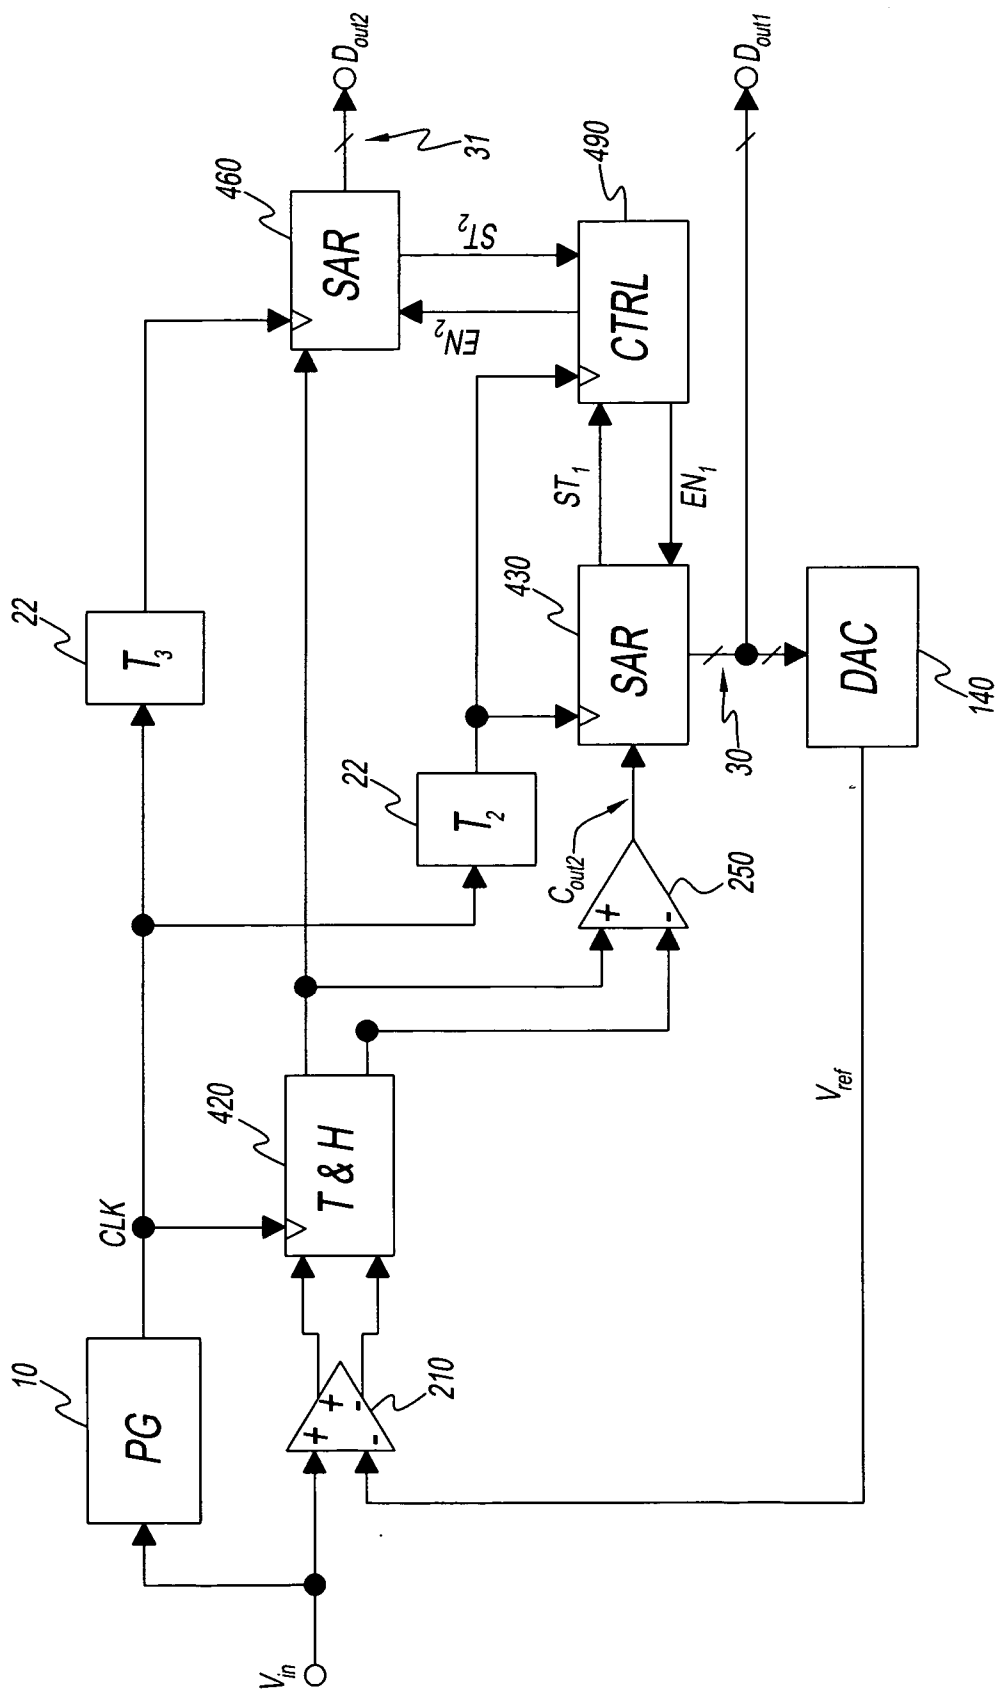 10
PG
CLK
22
T3
460
SAR
31
Dout2
420
T & H
22
T2
EN2
ST2
490
CTRL
Vin
+
-
+
-
210
Cout2
+
-
250
430
SAR
ST1
EN1
30
Dout1
Vref
DAC
140